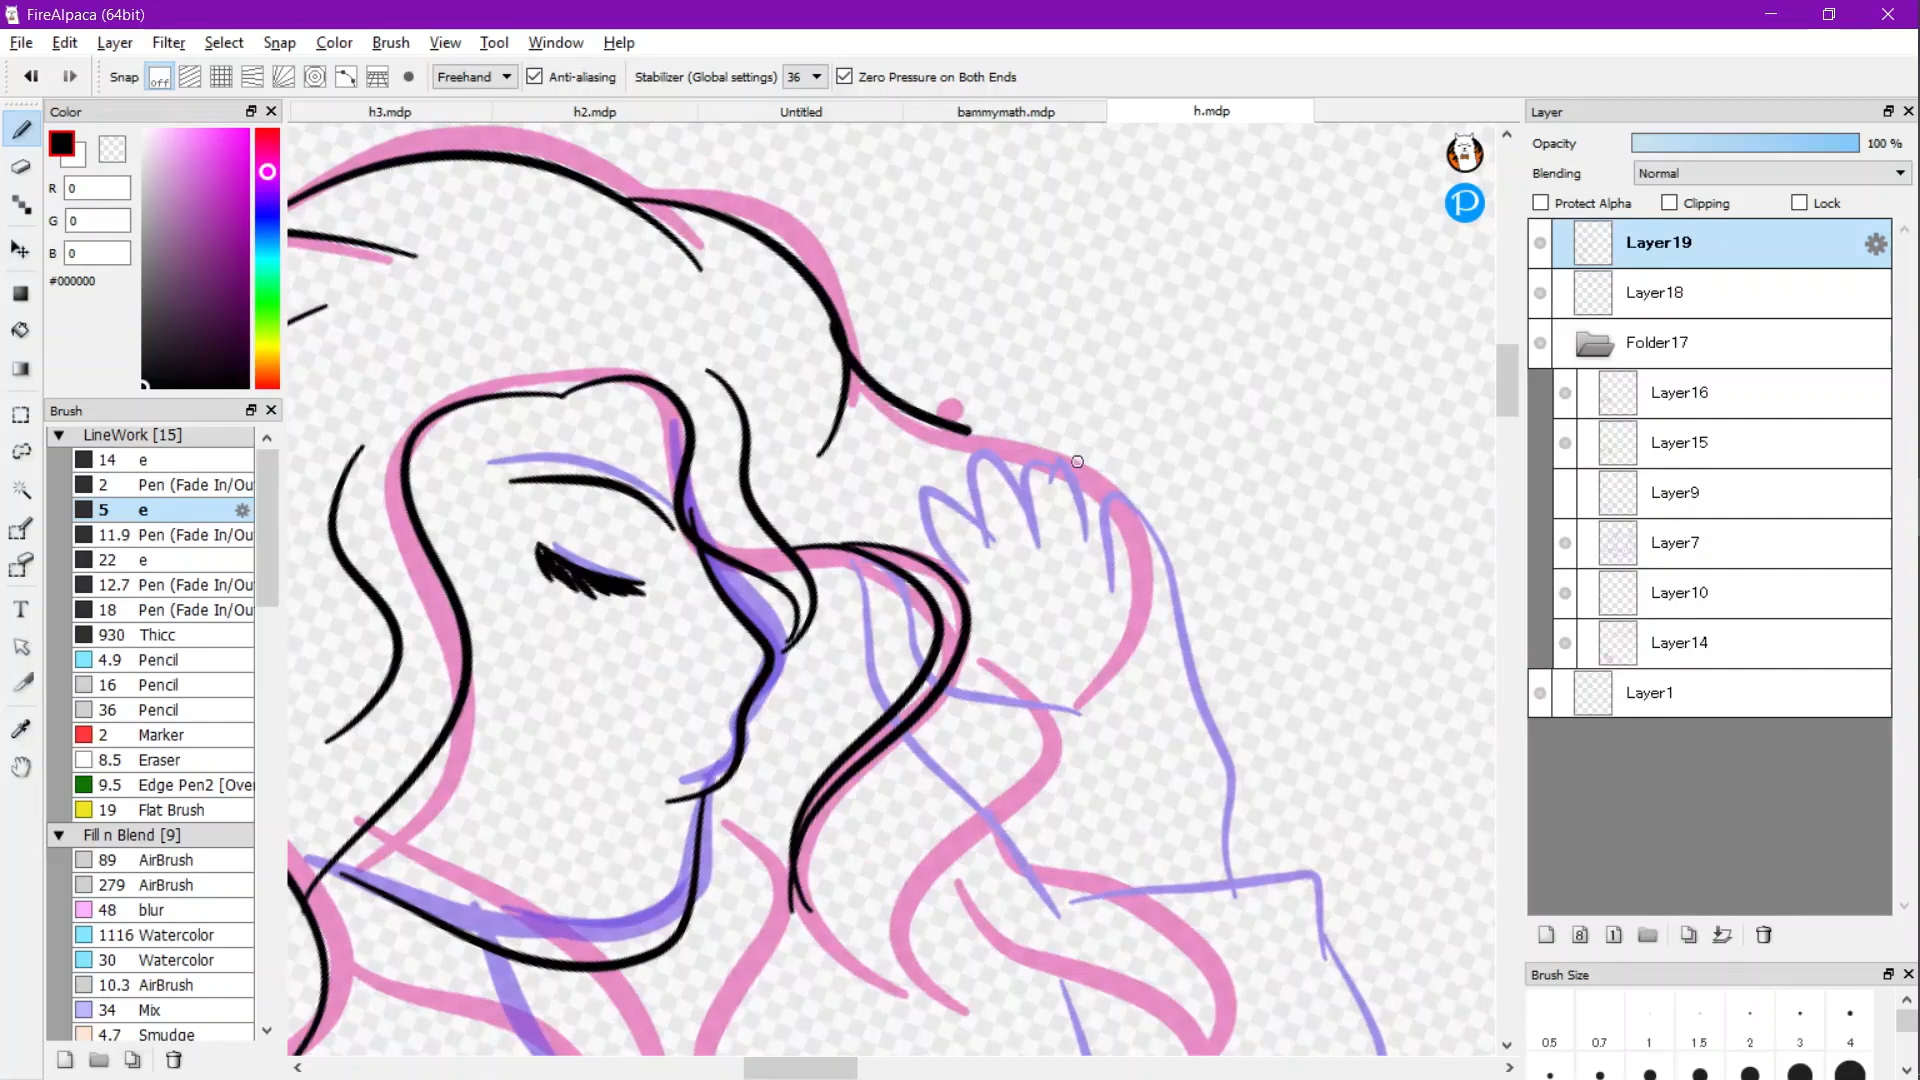 FireAlpaca (64bit)
File Edit Layer Filter Select Snap Color Brush View Tool Window Help
Snap off Freehand Anti-aliasing Stabilizer (Global settings) 36 Zero Pressure on Both Ends
Color
h3.mdp h2.mdp Untitled bammymath.mdp h.mdp
R 0
G 0
B 0
#000000
Brush
LineWork [15]
14 e
2 Pen (Fade In/Ou
5 e
11.9 Pen (Fade In/Ou
22 e
12.7 Pen (Fade In/Ou
18 Pen (Fade In/Ou
930 Thicc
4.9 Pencil
16 Pencil
36 Pencil
2 Marker
8.5 Eraser
9.5 Edge Pen2 [Ove
19 Flat Brush
Fill n Blend [9]
89 AirBrush
279 AirBrush
48 blur
1116 Watercolor
30 Watercolor
10.3 AirBrush
34 Mix
4.7 Smudge
T
P
Layer
Opacity 100 %
Blending Normal
Protect Alpha Clipping Lock
Layer19
Layer18
Folder17
Layer16
Layer15
Layer9
Layer7
Layer10
Layer14
Layer1
8 1
Brush Size
0.5 0.7 1 1.5 2 3 4